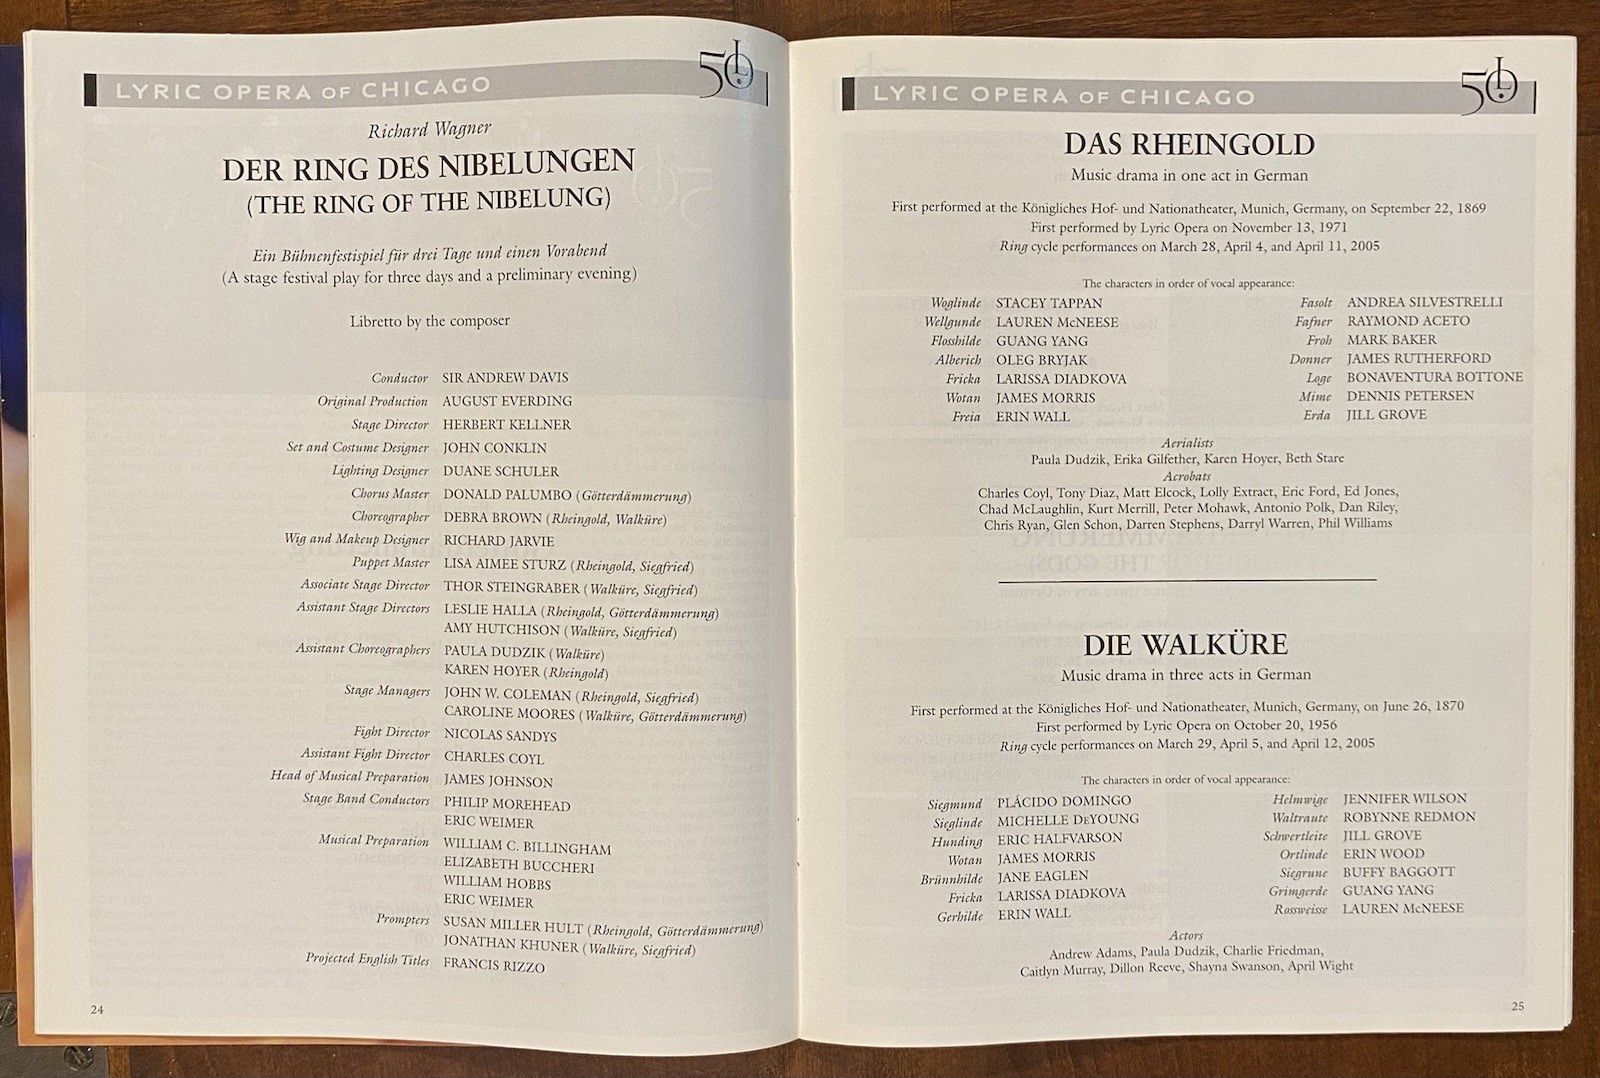 LYRIC OPERA OF CHICAGO
50
Richard Wagner
DER RING DES NIBELUNGEN
(THE RING OF THE NIBELUNG)
Ein Bühnenfestispiel für drei Tage und einen Vorabend
(A stage festival play for three days and a preliminary evening)
Libretto by the composer
Conductor SIR ANDREW DAVIS
Original Production AUGUST EVERDING
Stage Director HERBERT KELLNER
Set and Costume Designer JOHN CONKLIN
Lighting Designer DUANE SCHULER
Chorus Master DONALD PALUMBO (Götterdämmerung)
Choreographer DEBRA BROWN (Rheingold, Walküre)
Wig and Makeup Designer RICHARD JARVIE
Puppet Master LISA AIMEE STURZ (Rheingold, Siegfried)
Associate Stage Director THOR STEINGRABER (Walküre, Siegfried)
Assistant Stage Directors LESLIE HALLA (Rheingold, Götterdämmerung)
AMY HUTCHISON (Walküre, Siegfried)
Assistant Choreographers PAULA DUDZIK (Walküre)
KAREN HOYER (Rheingold)
Stage Managers JOHN W. COLEMAN (Rheingold, Siegfried)
CAROLINE MOORES (Walküre, Götterdämmerung)
Fight Director NICOLAS SANDYS
Assistant Fight Director CHARLES COYL
Head of Musical Preparation JAMES JOHNSON
Stage Band Conductors PHILIP MOREHEAD
ERIC WEIMER
Musical Preparation WILLIAM C. BILLINGHAM
ELIZABETH BUCCHERI
WILLIAM HOBBS
ERIC WEIMER
Prompters SUSAN MILLER HULT (Rheingold, Götterdämmerung)
JONATHAN KHUNER (Walküre, Siegfried)
Projected English Titles FRANCIS RIZZO
24
LYRIC OPERA OF CHICAGO
50
DAS RHEINGOLD
Music drama in one act in German
First performed at the Königliches Hof- und Nationatheater, Munich, Germany, on September 22, 1869
First performed by Lyric Opera on November 13, 1971
Ring cycle performances on March 28, April 4, and April 11, 2005
The characters in order of vocal appearance:
Woglinde STACEY TAPPAN
Wellgunde LAUREN McNEESE
Flosshilde GUANG YANG
Alberich OLEG BRYJAK
Fricka LARISSA DIADKOVA
Wotan JAMES MORRIS
Freia ERIN WALL
Fasolt ANDREA SILVESTRELLI
Fafner RAYMOND ACETO
Froh MARK BAKER
Donner JAMES RUTHERFORD
Loge BONAVENTURA BOTTONE
Mime DENNIS PETERSEN
Erda JILL GROVE
Aerialists
Paula Dudzik, Erika Gilfether, Karen Hoyer, Beth Stare
Acrobats
Charles Coyl, Tony Diaz, Matt Elcock, Lolly Extract, Eric Ford, Ed Jones,
Chad McLaughlin, Kurt Merrill, Peter Mohawk, Antonio Polk, Dan Riley,
Chris Ryan, Glen Schon, Darren Stephens, Darryl Warren, Phil Williams
DIE WALKÜRE
Music drama in three acts in German
First performed at the Königliches Hof- und Nationatheater, Munich, Germany, on June 26, 1870
First performed by Lyric Opera on October 20, 1956
Ring cycle performances on March 29, April 5, and April 12, 2005
The characters in order of vocal appearance:
Siegmund PLÁCIDO DOMINGO
Sieglinde MICHELLE DeYOUNG
Hunding ERIC HALFVARSON
Wotan JAMES MORRIS
Brünnhilde JANE EAGLEN
Fricka LARISSA DIADKOVA
Gerhilde ERIN WALL
Helmwige JENNIFER WILSON
Waltraute ROBYNNE REDMON
Schwertleite JILL GROVE
Ortlinde ERIN WOOD
Siegrune BUFFY BAGGOTT
Grimgerde GUANG YANG
Rossweisse LAUREN McNEESE
Actors
Andrew Adams, Paula Dudzik, Charlie Friedman,
Caitlyn Murray, Dillon Reeve, Shayna Swanson, April Wight
25